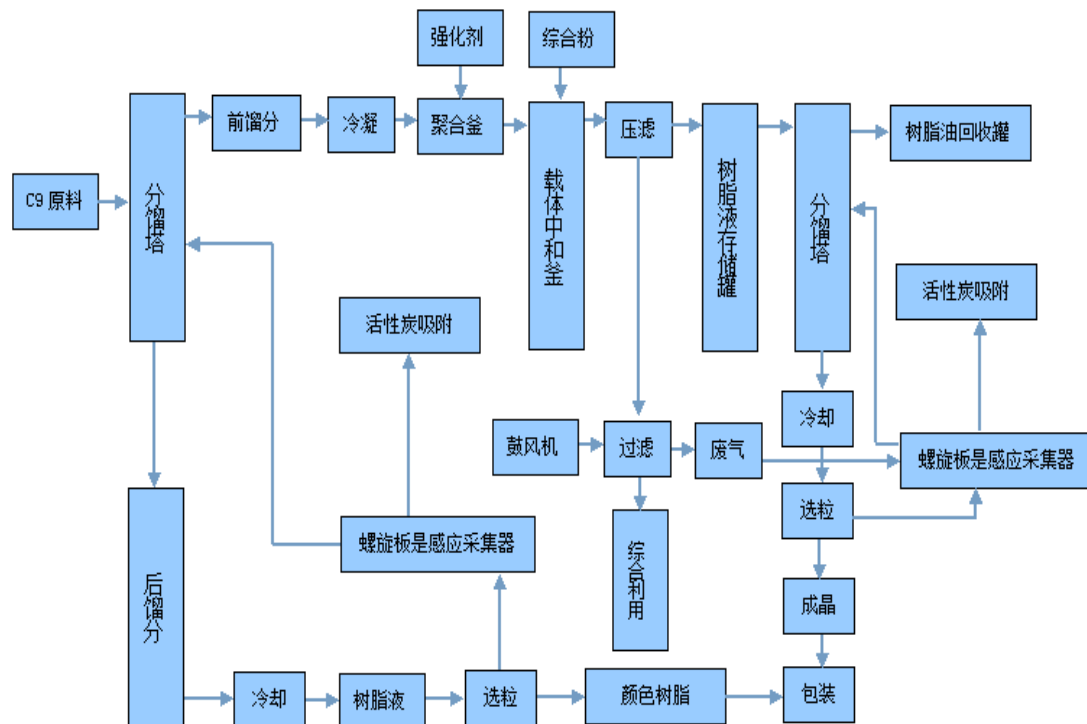 强化剂
综合粉
前馏分
冷凝
聚合釜
压滤
树脂油回收罐
C9 原料
分馏塔
载体中和釜
树脂液存储罐
分馏塔
活性炭吸附
活性炭吸附
冷却
鼓风机
过滤
废气
螺旋板是感应采集器
选粒
螺旋板是感应采集器
综合利用
后馏分
成晶
冷却
树脂液
选粒
颜色树脂
包装